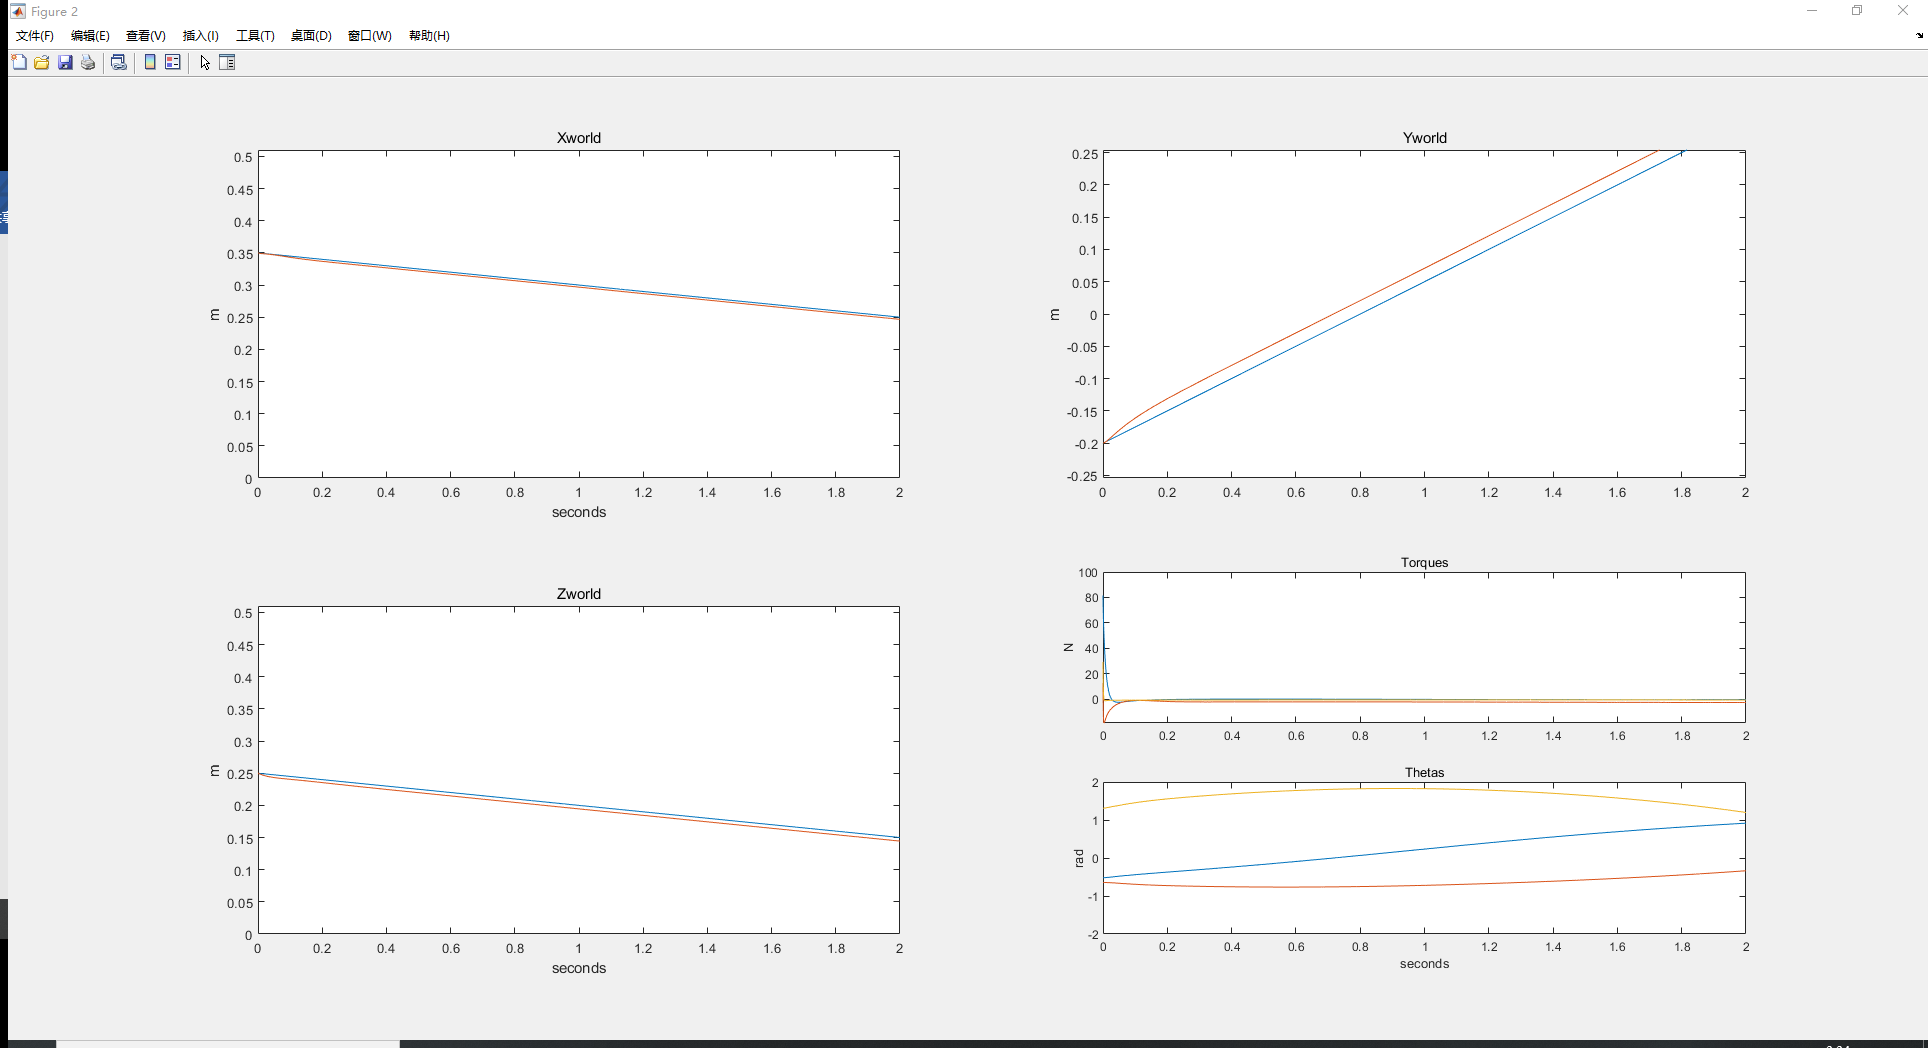 Figure 2
文件(F) 编辑(E) 查看(V) 插入(I) 工具(T) 桌面(D) 窗口(W) 帮助(H)
Xworld
0.5
0.45
0.4
0.35
0.3
0.25
0.2
0.15
0.1
0.05
0
m
0 0.2 0.4 0.6 0.8 1 1.2 1.4 1.6 1.8 2
seconds
Yworld
0.25
0.2
0.15
0.1
0.05
0
-0.05
-0.1
-0.15
-0.2
-0.25
m
0 0.2 0.4 0.6 0.8 1 1.2 1.4 1.6 1.8 2
Zworld
0.5
0.45
0.4
0.35
0.3
0.25
0.2
0.15
0.1
0.05
0
m
0 0.2 0.4 0.6 0.8 1 1.2 1.4 1.6 1.8 2
seconds
Torques
100
80
60
40
20
0
N
0 0.2 0.4 0.6 0.8 1 1.2 1.4 1.6 1.8 2
Thetas
2
1
0
-1
-2
rad
0 0.2 0.4 0.6 0.8 1 1.2 1.4 1.6 1.8 2
seconds